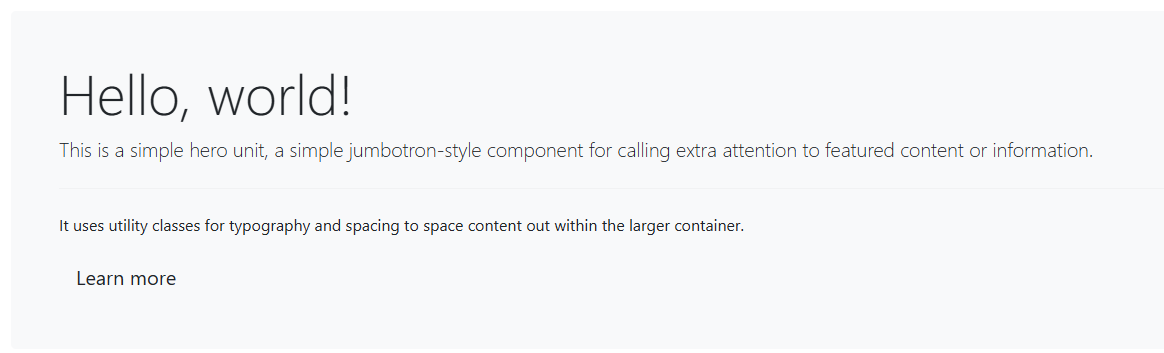 Hello, world!
This is a simple hero unit, a simple jumbotron-style component for calling extra attention to featured content or information.
It uses utility classes for typography and spacing to space content out within the larger container.
Learn more